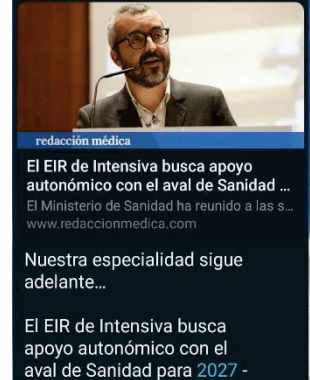 redacción médica
El EIR de Intensiva busca apoyo
autonómico con el aval de Sanidad ...
El Ministerio de Sanidad ha reunido a las s...
www.redaccionmedica.com
Nuestra especialidad sigue
adelante...
El EIR de Intensiva busca
apoyo autonómico con el
aval de Sanidad para 2027 -